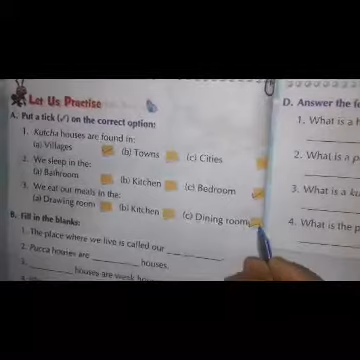 Let Us Practise
A. Put a tick (✓) on the correct option:
1. Kutcha houses are found in:
(a) Villages (b) Towns (c) Cities
2. We sleep in the:
(a) Bathroom (b) Kitchen (c) Bedroom
3. We eat our meals in the:
(a) Drawing room (b) Kitchen (c) Dining room
B. Fill in the blanks:
1. The place where we live is called our
2. Pucca houses are ____________ houses.
3. ____________ houses are weak
D. Answer the
1. What is a
2. What is a
3. What is a
4. What is the